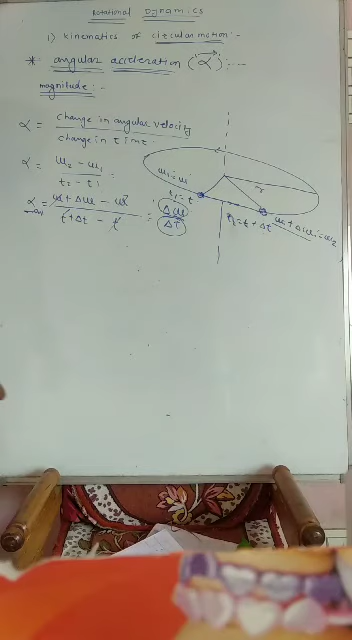 Rotational Dynamics
1) kinematics of circular motion:-
* angular acceleration (α⃗):-
magnitude:-
α = change in angular velocity / change in time
α = ω₂ - ω₁ / t₂ - t₁ =
α = ω + Δω - ω / t + Δt - t = Δω / Δt
ω₁ = ω
t₁ = t
r
t₂ = t + Δt
ω + Δω = ω₂